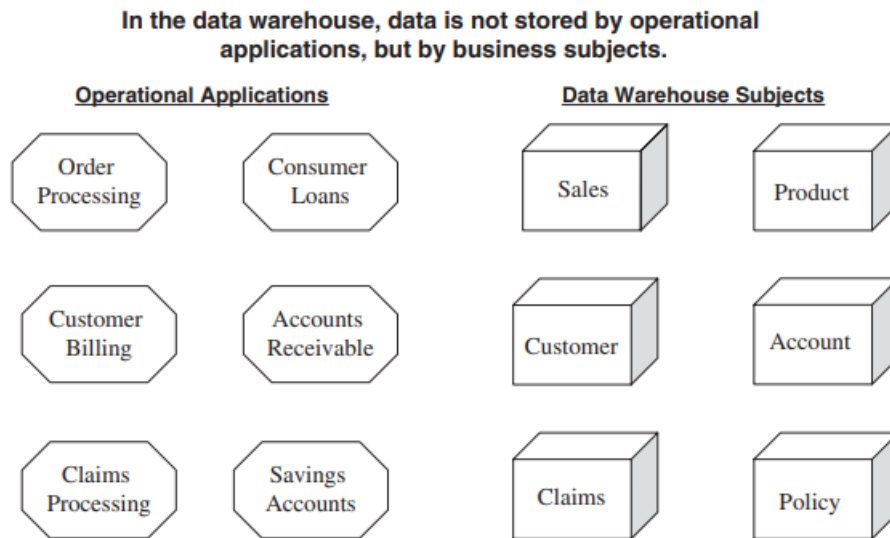 In the data warehouse, data is not stored by operational
applications, but by business subjects.
Operational Applications
Data Warehouse Subjects
Order
Processing
Consumer
Loans
Sales
Product
Customer
Billing
Accounts
Receivable
Customer
Account
Claims
Processing
Savings
Accounts
Claims
Policy